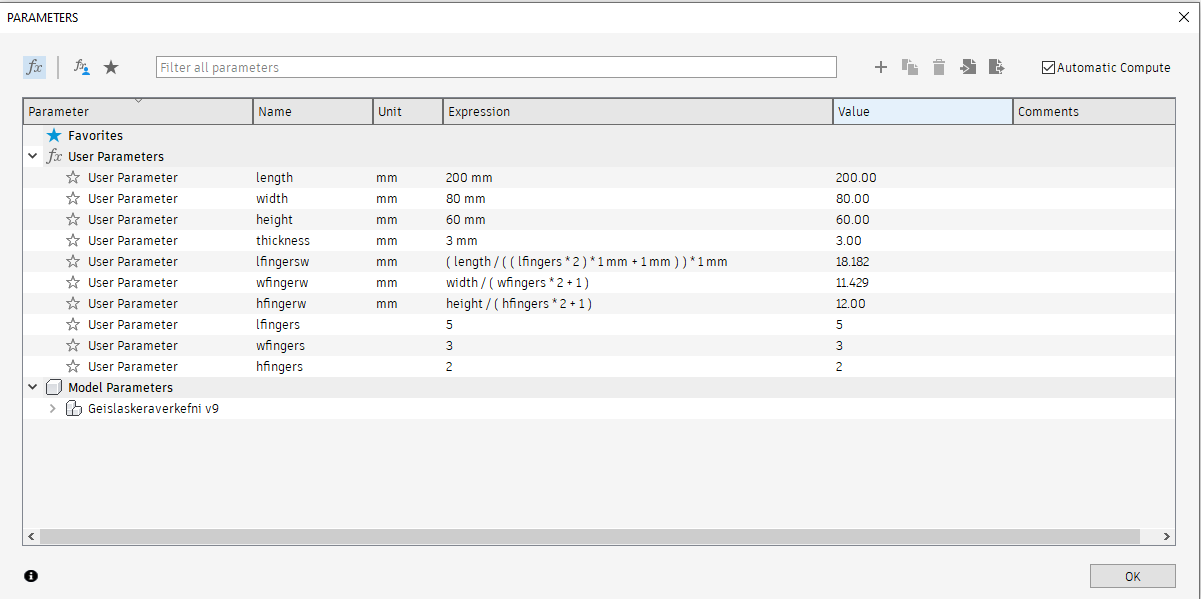 PARAMETERS
fx fx Filter all parameters Automatic Compute
Parameter Name Unit Expression Value Comments
Favorites
fx User Parameters
User Parameter length mm 200 mm 200.00
User Parameter width mm 80 mm 80.00
User Parameter height mm 60 mm 60.00
User Parameter thickness mm 3 mm 3.00
User Parameter lfingersw mm ( length / ( ( lfingers * 2 ) * 1 mm + 1 mm ) ) * 1 mm 18.182
User Parameter wfingerw mm width / ( wfingers * 2 + 1 ) 11.429
User Parameter hfingerw mm height / ( hfingers * 2 + 1 ) 12.00
User Parameter lfingers 5 5
User Parameter wfingers 3 3
User Parameter hfingers 2 2
Model Parameters
Geislaskeraverkefni v9
OK